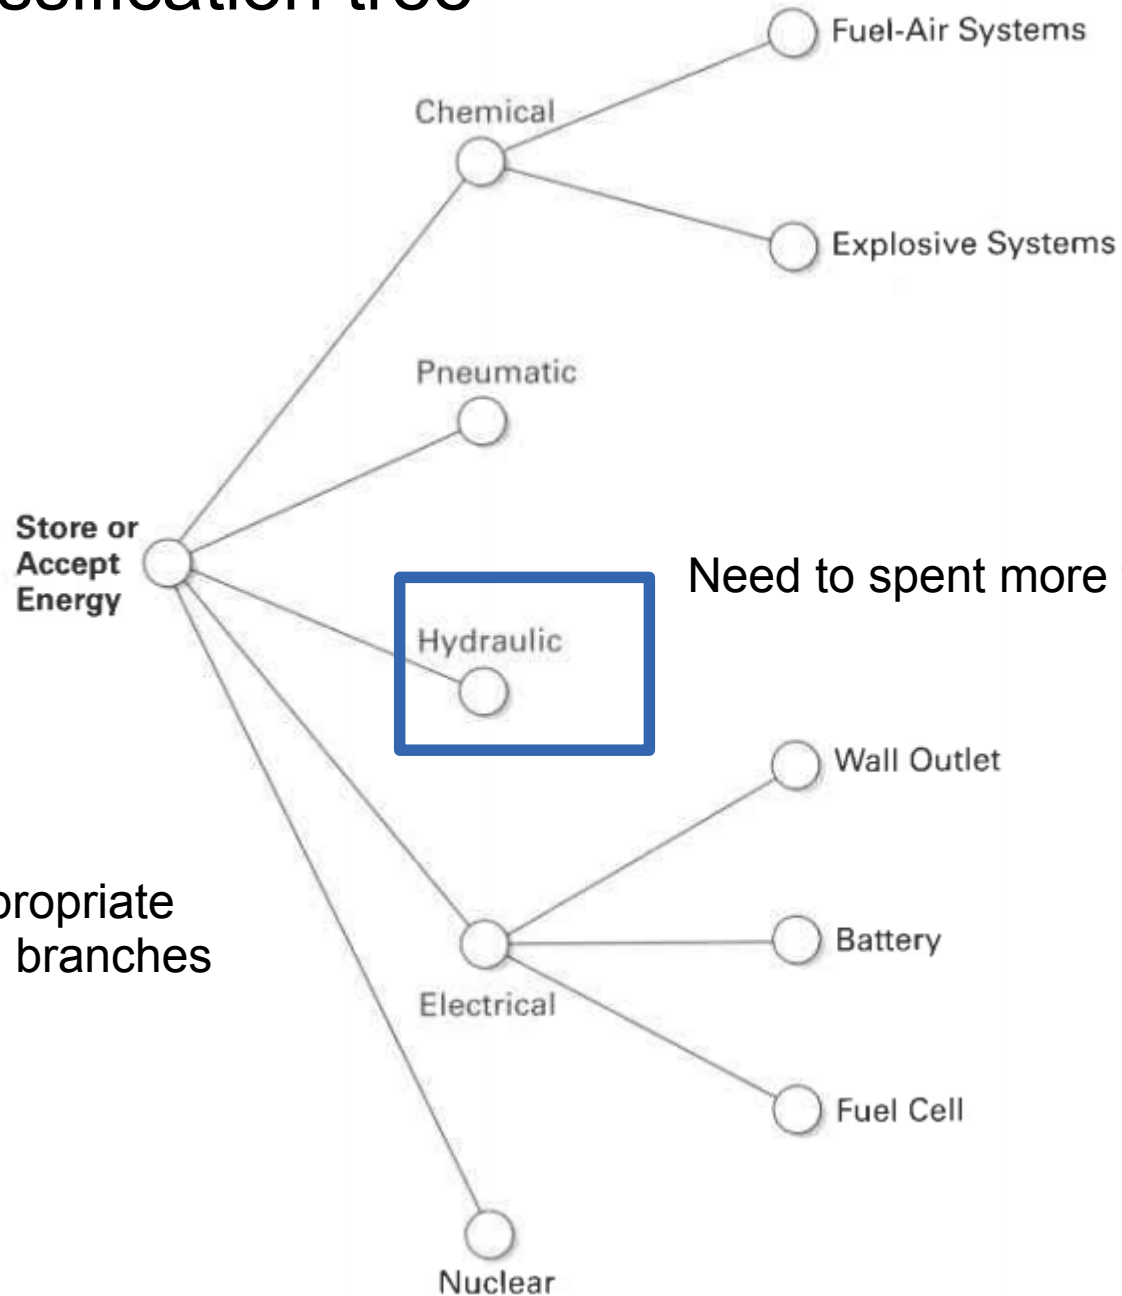 Fuel-Air Systems
Chemical
Explosive Systems
Pneumatic
Store or
Accept
Energy
Need to spent more
Hydraulic
Wall Outlet
branches
Battery
Electrical
Fuel Cell
Nuclear